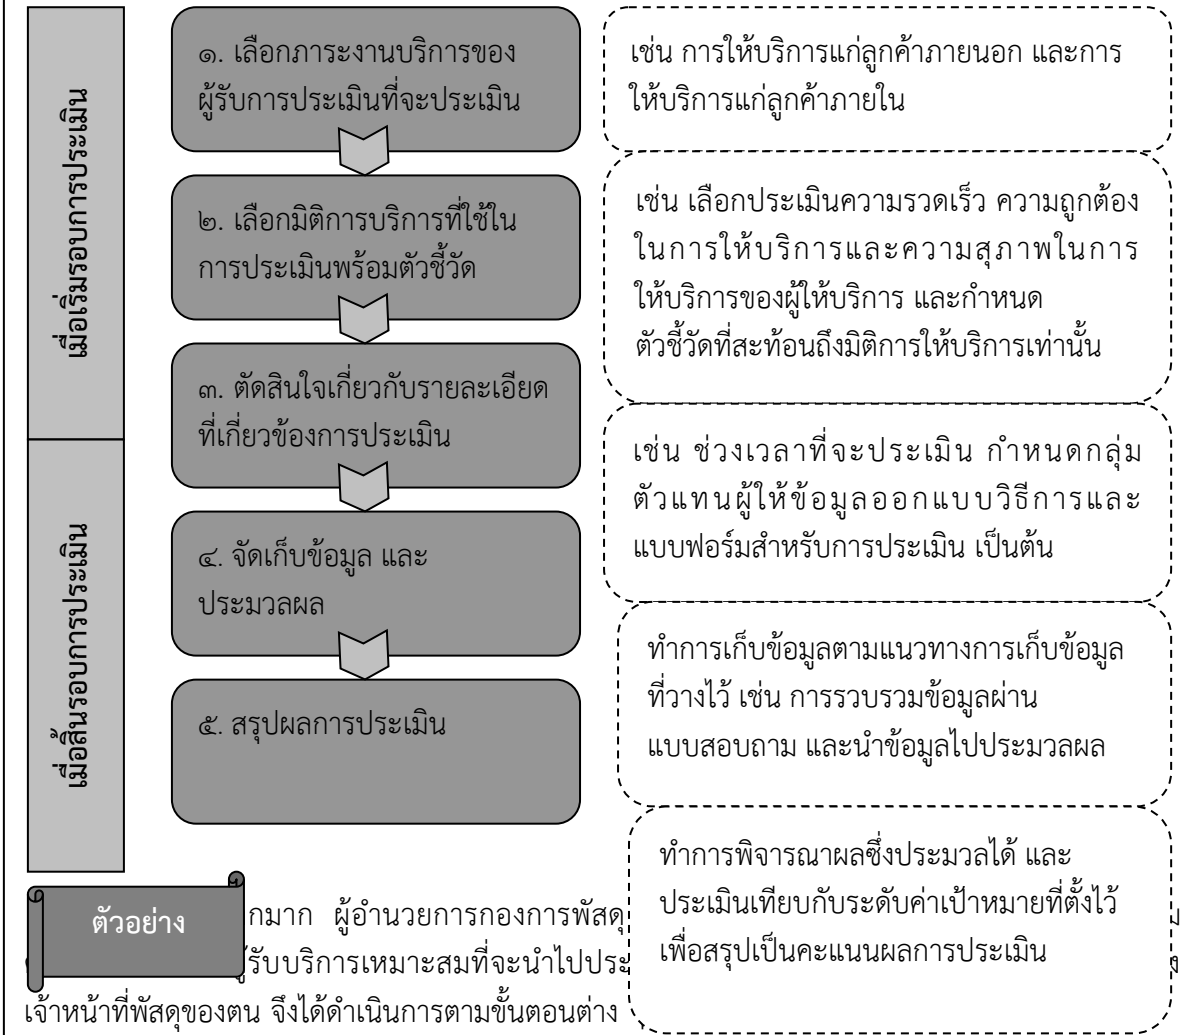 เมื่อเริ่มรอบการประเมิน
๑. เลือกภาระงานบริการของ
ผู้รับการประเมินที่จะประเมิน
เช่น การให้บริการแก่ลูกค้าภายนอก และการ
ให้บริการแก่ลูกค้าภายใน
๒. เลือกมิติการบริการที่ใช้ใน
การประเมินพร้อมตัวชี้วัด
เช่น เลือกประเมินความรวดเร็ว ความถูกต้อง
ในการให้บริการและความสุภาพในการ
ให้บริการของผู้ให้บริการ และกำหนด
ตัวชี้วัดที่สะท้อนถึงมิติการให้บริการเท่านั้น
๓. ตัดสินใจเกี่ยวกับรายละเอียด
ที่เกี่ยวข้องการประเมิน
เช่น ช่วงเวลาที่จะประเมิน กำหนดกลุ่ม
ตัวแทนผู้ให้ข้อมูลออกแบบวิธีการและ
แบบฟอร์มสำหรับการประเมิน เป็นต้น
เมื่อสิ้นรอบการประเมิน
๔. จัดเก็บข้อมูล และ
ประมวลผล
ทำการเก็บข้อมูลตามแนวทางการเก็บข้อมูล
ที่วางไว้ เช่น การรวบรวมข้อมูลผ่าน
แบบสอบถาม และนำข้อมูลไปประมวลผล
๕. สรุปผลการประเมิน
ทำการพิจารณาผลซึ่งประมวลได้ และ
ประเมินเทียบกับระดับค่าเป้าหมายที่ตั้งไว้
เพื่อสรุปเป็นคะแนนผลการประเมิน
ตัวอย่าง
กมาก ผู้อำนวยการกองการพัสดุ
รับบริการเหมาะสมที่จะนำไปประ
เจ้าหน้าที่พัสดุของตน จึงได้ดำเนินการตามขั้นตอนต่าง